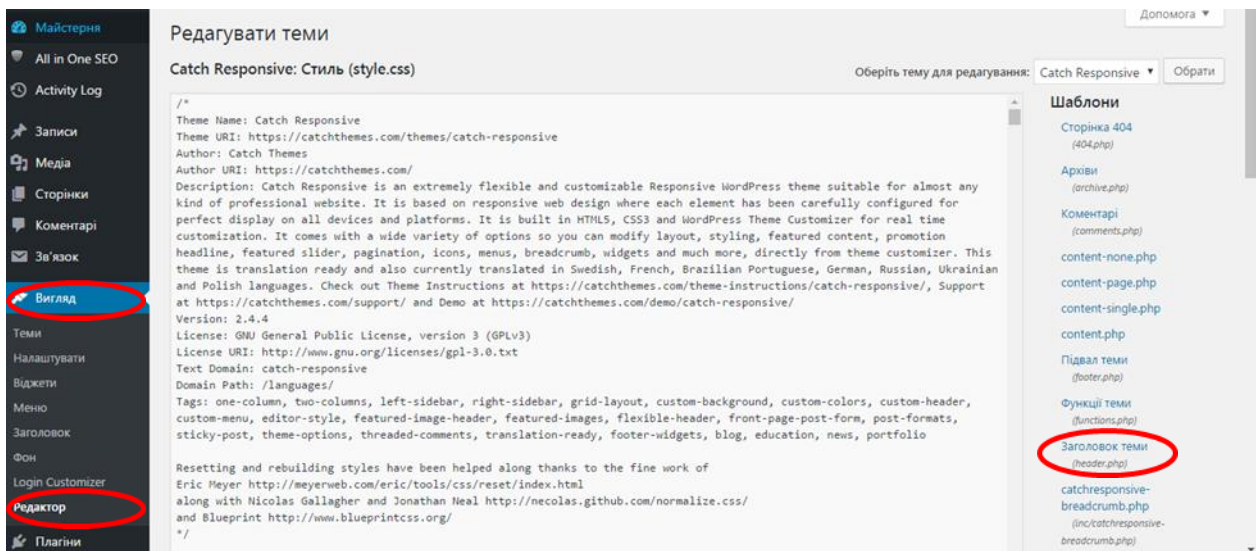 Майстерня
All in One SEO
Activity Log
Записи
Медіа
Сторінки
Коментарі
Зв'язок
Вигляд
Теми
Налаштувати
Віджети
Меню
Заголовок
Фон
Login Customizer
Редактор
Плагіни
Допомога ▼
Редагувати теми
Catch Responsive: Стиль (style.css)
Оберіть тему для редагування: Catch Responsive ▼ Обрати
/*
Theme Name: Catch Responsive
Theme URI: https://catchthemes.com/themes/catch-responsive
Author: Catch Themes
Author URI: https://catchthemes.com/
Description: Catch Responsive is an extremely flexible and customizable Responsive WordPress theme suitable for almost any
kind of professional website. It is based on responsive web design where each element has been carefully configured for
perfect display on all devices and platforms. It is built in HTML5, CSS3 and WordPress Theme Customizer for real time
customization. It comes with a wide variety of options so you can modify layout, styling, featured content, promotion
headline, featured slider, pagination, icons, menus, breadcrumb, widgets and much more, directly from theme customizer. This
theme is translation ready and also currently translated in Swedish, French, Brazilian Portuguese, German, Russian, Ukrainian
and Polish languages. Check out Theme Instructions at https://catchthemes.com/theme-instructions/catch-responsive/, Support
at https://catchthemes.com/support/ and Demo at https://catchthemes.com/demo/catch-responsive/
Version: 2.4.4
License: GNU General Public License, version 3 (GPLv3)
License URI: http://www.gnu.org/licenses/gpl-3.0.txt
Text Domain: catch-responsive
Domain Path: /languages/
Tags: one-column, two-columns, left-sidebar, right-sidebar, grid-layout, custom-background, custom-colors, custom-header,
custom-menu, editor-style, featured-image-header, featured-images, flexible-header, front-page-post-form, post-formats,
sticky-post, theme-options, threaded-comments, translation-ready, footer-widgets, blog, education, news, portfolio
Resetting and rebuilding styles have been helped along thanks to the fine work of
Eric Meyer http://meyerweb.com/eric/tools/css/reset/index.html
along with Nicolas Gallagher and Jonathan Neal http://necolas.github.com/normalize.css/
and Blueprint http://www.blueprintcss.org/
*/
Шаблони
Сторінка 404
(404.php)
Архіви
(archive.php)
Коментарі
(comments.php)
content-none.php
content-page.php
content-single.php
content.php
Підвал теми
(footer.php)
Функції теми
(functions.php)
Заголовок теми
(header.php)
catchresponsive-
breadcrumb.php
(inc/catchresponsive-
breadcrumb.php)